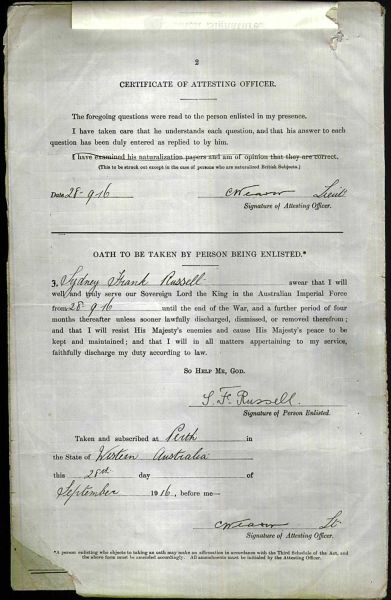 2
CERTIFICATE OF ATTESTING OFFICER.
The foregoing questions were read to the person enlisted in my presence.
I have taken care that he understands each question, and that his answer to each
question has been duly entered as replied to by him.
I have examined his naturalization papers and am of opinion that they are correct.
(This to be struck out except in the case of persons who are naturalized British Subjects.)
Date 28-9-16 Lieut
Signature of Attesting Officer.
OATH TO BE TAKEN BY PERSON BEING ENLISTED.*
I, Sydney Frank Russell swear that I will
well and truly serve our Sovereign Lord the King in the Australian Imperial Force
from 28 9 16 until the end of the War, and a further period of four
months thereafter unless sooner lawfully discharged, dismissed, or removed therefrom;
and that I will resist His Majesty's enemies and cause His Majesty's peace to be
kept and maintained; and that I will in all matters appertaining to my service,
faithfully discharge my duty according to law.
SO HELP ME, GOD.
S. F. Russell.
Signature of Person Enlisted.
Taken and subscribed at Perth in
the State of Western Australia
this 28th day of
September 1916, before me—
Lt
Signature of Attesting Officer.
*A person enlisting who objects to taking an oath may make an affirmation in accordance with the Third Schedule of the Act, and
the above form must be amended accordingly. All amendments must be initialed by the Attesting Officer.